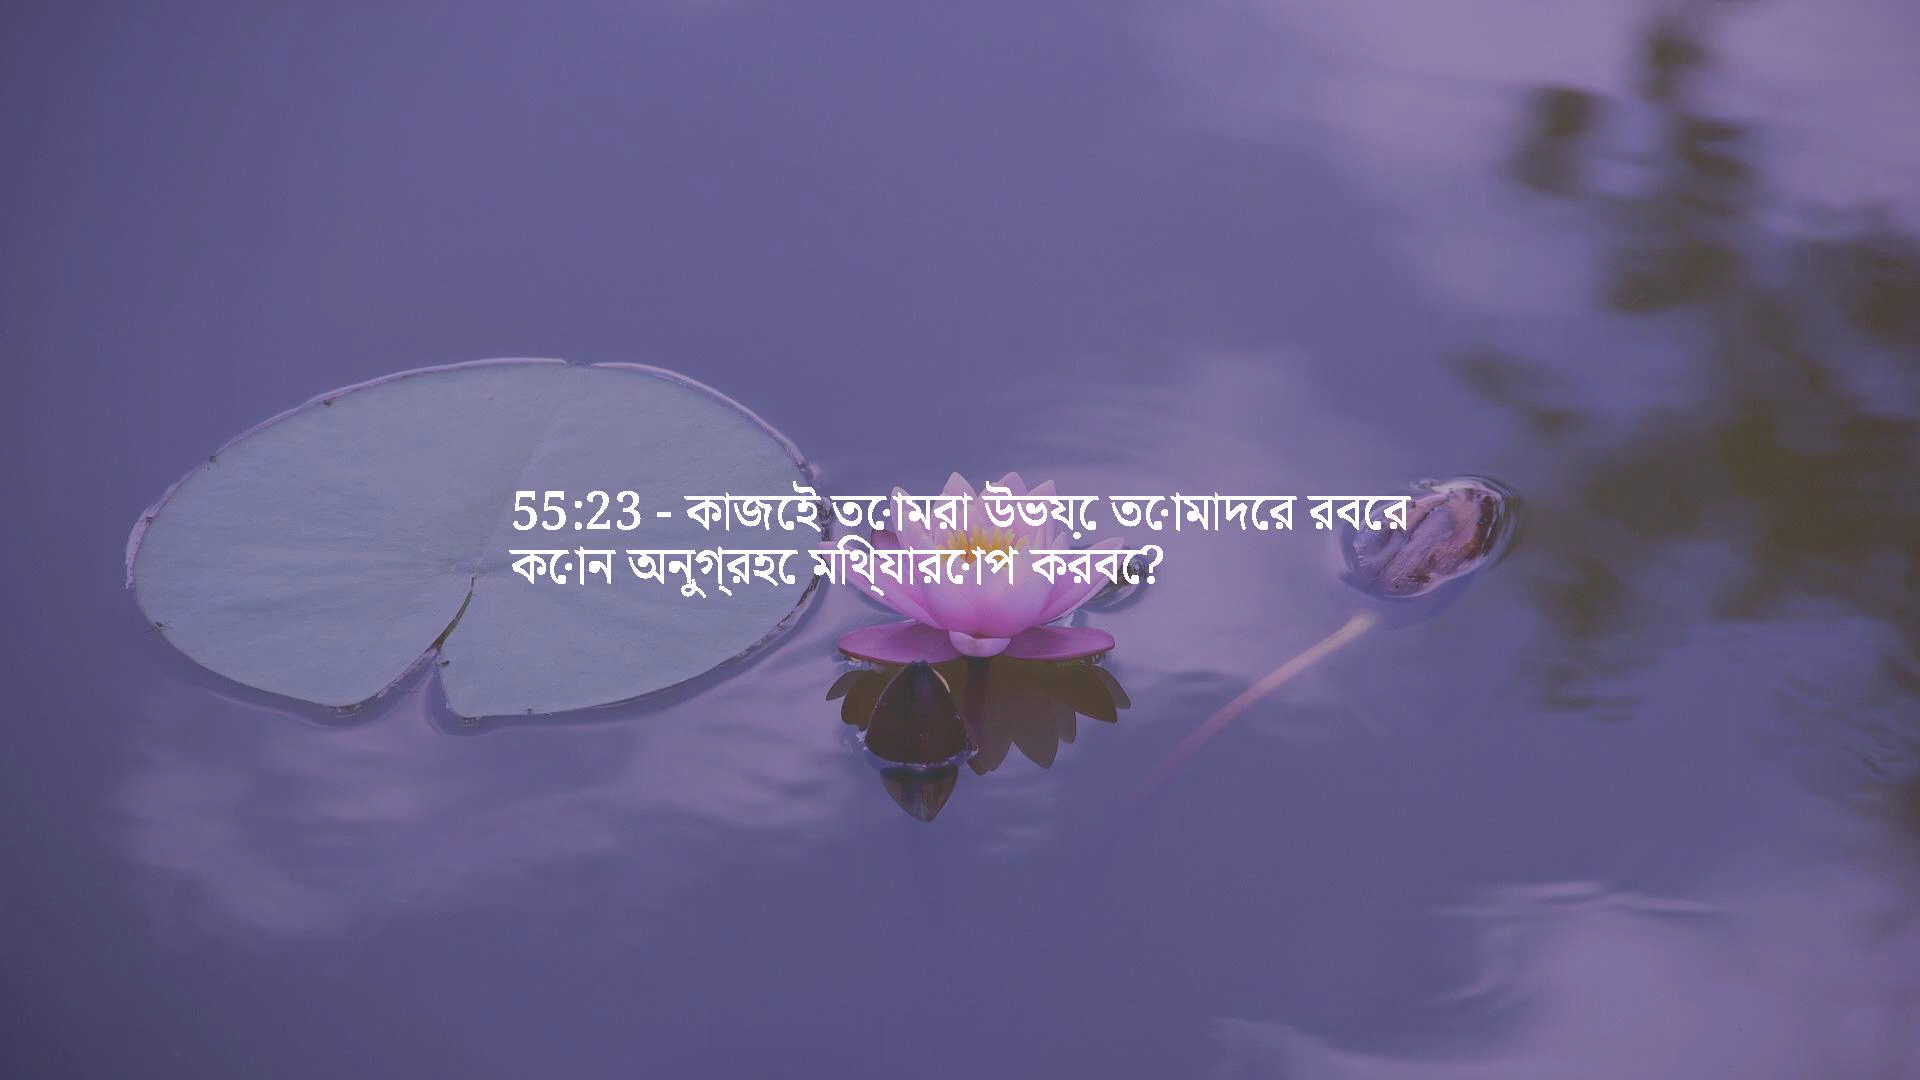 55:23 - কাজেই তোমরা উভয়ে তোমাদের রবের
কোন অনুগ্রহে মিথ্যারোপ করবে?